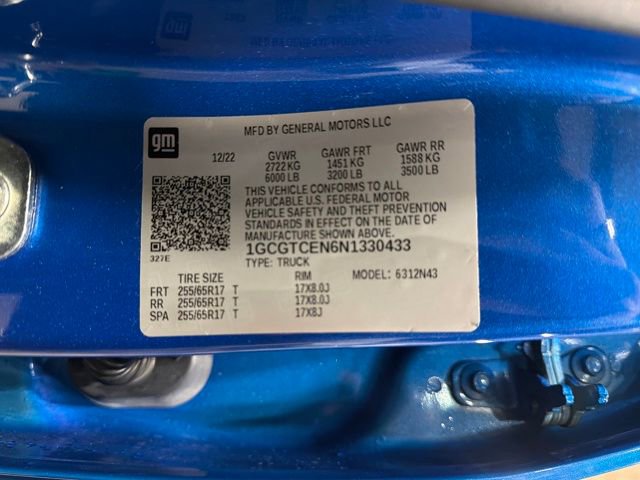 gm
MFD BY GENERAL MOTORS LLC
12/22 GVWR GAWR FRT GAWR RR
2722 KG 1451 KG 1588 KG
6000 LB 3200 LB 3500 LB
THIS VEHICLE CONFORMS TO ALL
APPLICABLE U.S. FEDERAL MOTOR
VEHICLE SAFETY AND THEFT PREVENTION
STANDARDS IN EFFECT ON THE DATE OF
MANUFACTURE SHOWN ABOVE.
327E
1GCGTCEN6N1330433
TYPE: TRUCK
TIRE SIZE RIM MODEL: 6312N43
FRT 255/65R17 T 17X8.0J
RR 255/65R17 T 17X8.0J
SPA 255/65R17 T 17X8J